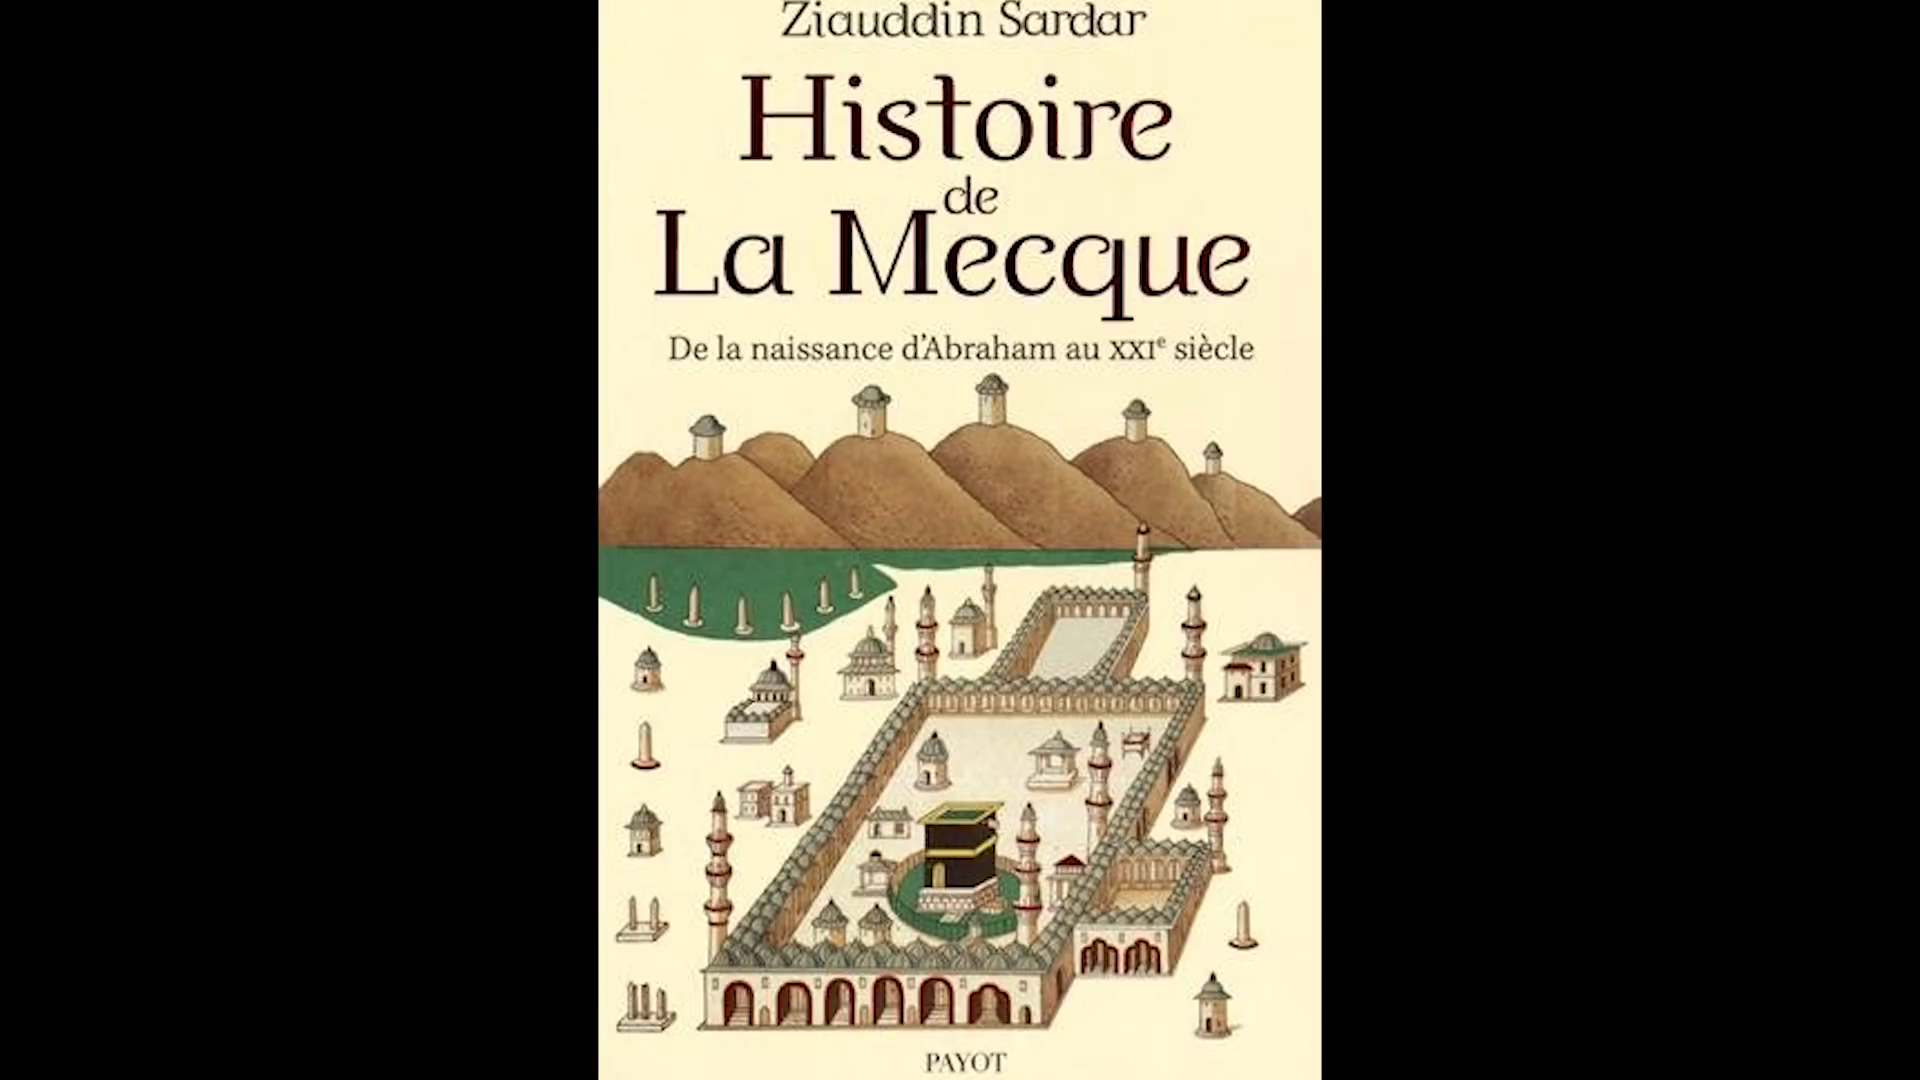 Ziauddin Sardar
Histoire
de
La Mecque
De la naissance d'Abraham au XXIe siècle
PAYOT